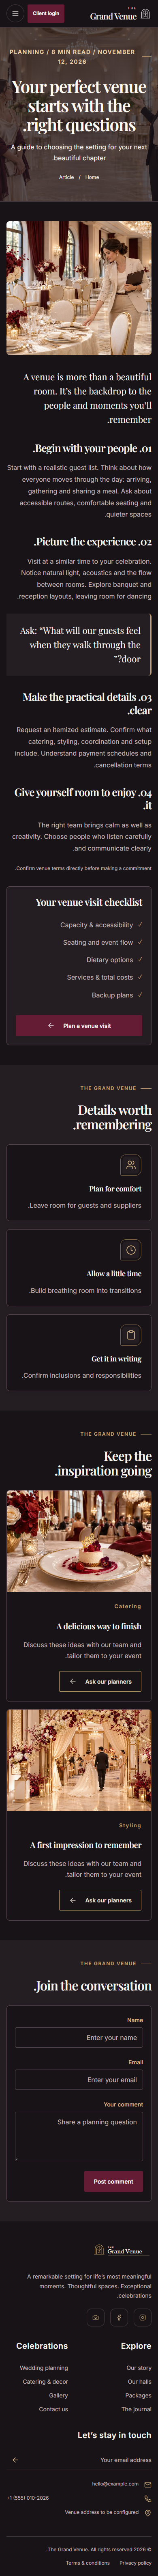 Client login
THE
Grand Venue
PLANNING / 8 MIN READ / NOVEMBER
12, 2026
Your perfect venue
starts with the
right questions.
A guide to choosing the setting for your next
beautiful chapter.
Article / Home
A venue is more than a beautiful
room. It's the backdrop to the
people and moments you'll
remember.
01. Begin with your people.
Start with a realistic guest list. Think about how
everyone moves through the day: arriving,
gathering and sharing a meal. Ask about
accessible routes, comfortable seating and
quieter spaces.
02. Picture the experience.
Visit at a similar time to your celebration.
Notice natural light, acoustics and the flow
between rooms. Explore banquet and
reception layouts, leaving room for dancing.
Ask: "What will our guests feel
when they walk through the
door?"
03. Make the practical details
clear.
Request an itemized estimate. Confirm what
catering, styling, coordination and setup
include. Understand payment schedules and
cancellation terms.
04. Give yourself room to enjoy
it.
The right team brings calm as well as
creativity. Choose people who listen carefully
and communicate clearly.
Confirm venue terms directly before making a commitment.
Your venue visit checklist
✓ Capacity & accessibility
✓ Seating and event flow
✓ Dietary options
✓ Services & total costs
✓ Backup plans
Plan a venue visit
THE GRAND VENUE
Details worth
remembering.
Plan for comfort
Leave room for guests and suppliers.
Allow a little time
Build breathing room into transitions.
Get it in writing
Confirm inclusions and responsibilities.
THE GRAND VENUE
Keep the
inspiration going.
Catering
A delicious way to finish
Discuss these ideas with our team and
tailor them to your event.
Ask our planners
Styling
A first impression to remember
Discuss these ideas with our team and
tailor them to your event.
Ask our planners
THE GRAND VENUE
Join the conversation.
Name
Enter your name
Email
Enter your email
Your comment
Share a planning question
Post comment
THE
Grand Venue
A remarkable setting for life's most meaningful
moments. Thoughtful spaces. Exceptional
celebrations.
Explore
Our story
Our halls
Packages
The journal
Celebrations
Wedding planning
Catering & decor
Gallery
Contact us
Let's stay in touch
Your email address
hello@example.com
+1 (555) 010-2026
Venue address to be configured
© 2026 The Grand Venue. All rights reserved.
Terms & conditions Privacy policy